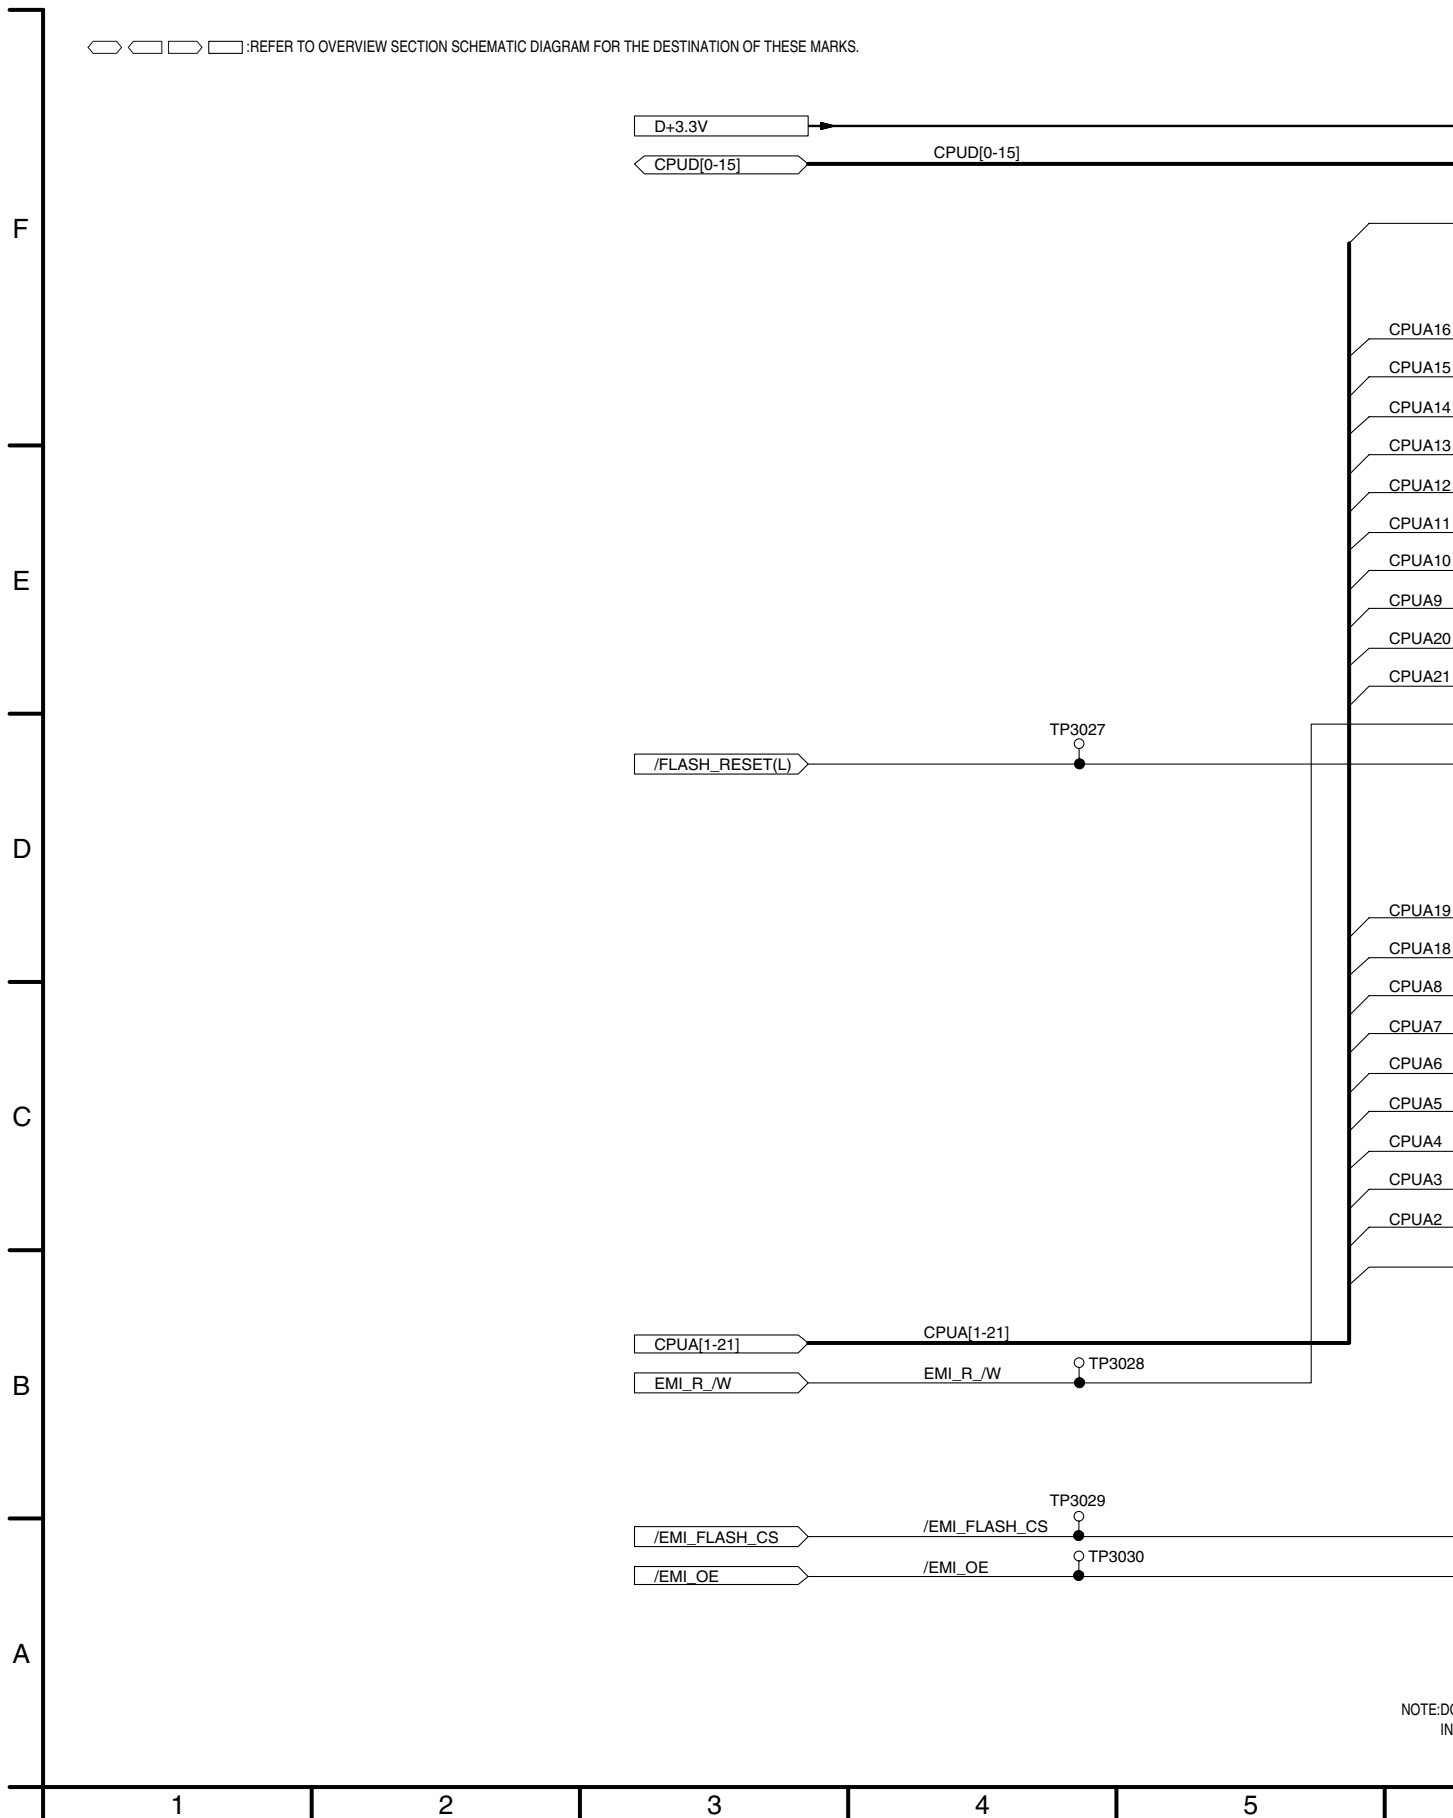 :REFER TO OVERVIEW SECTION SCHEMATIC DIAGRAM FOR THE DESTINATION OF THESE MARKS.
D+3.3V
CPUD[0-15]
CPUD[0-15]
F
CPUA16
CPUA15
CPUA14
CPUA13
CPUA12
CPUA11
CPUA10
E
CPUA9
CPUA20
CPUA21
TP3027
/FLASH_RESET(L)
D
CPUA19
CPUA18
CPUA8
CPUA7
CPUA6
CPUA5
C
CPUA4
CPUA3
CPUA2
CPUA[1-21]
CPUA[1-21]
TP3028
EMI_R_/W
EMI_R_/W
B
TP3029
/EMI_FLASH_CS
/EMI_FLASH_CS
TP3030
/EMI_OE
/EMI_OE
A
NOTE:DO
IN
1 2 3 4 5